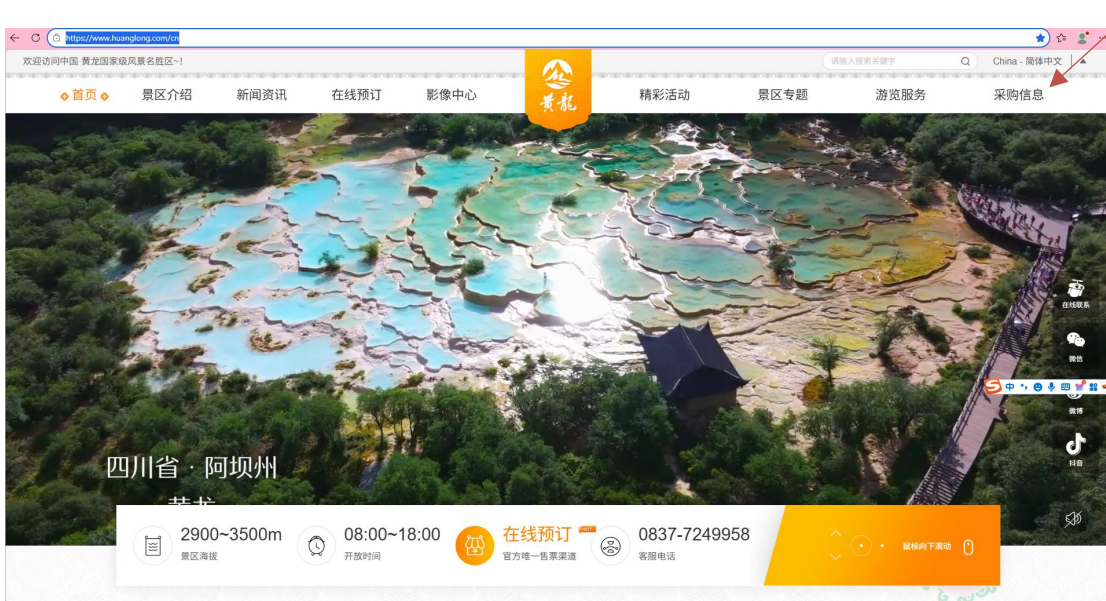 https://www.huanglong.com/cn
欢迎访问中国·黄龙国家级风景名胜区~!
请输入搜索关键字
China - 简体中文
首页 景区介绍 新闻资讯 在线预订 影像中心 黄龍 精彩活动 景区专题 游览服务 采购信息
在线联系
微信
中
微博
抖音
四川省 · 阿坝州
2900~3500m 08:00~18:00 在线预订 HOT 0837-7249958
景区海拔 开放时间 官方唯一售票渠道 客服电话
鼠标向下滚动